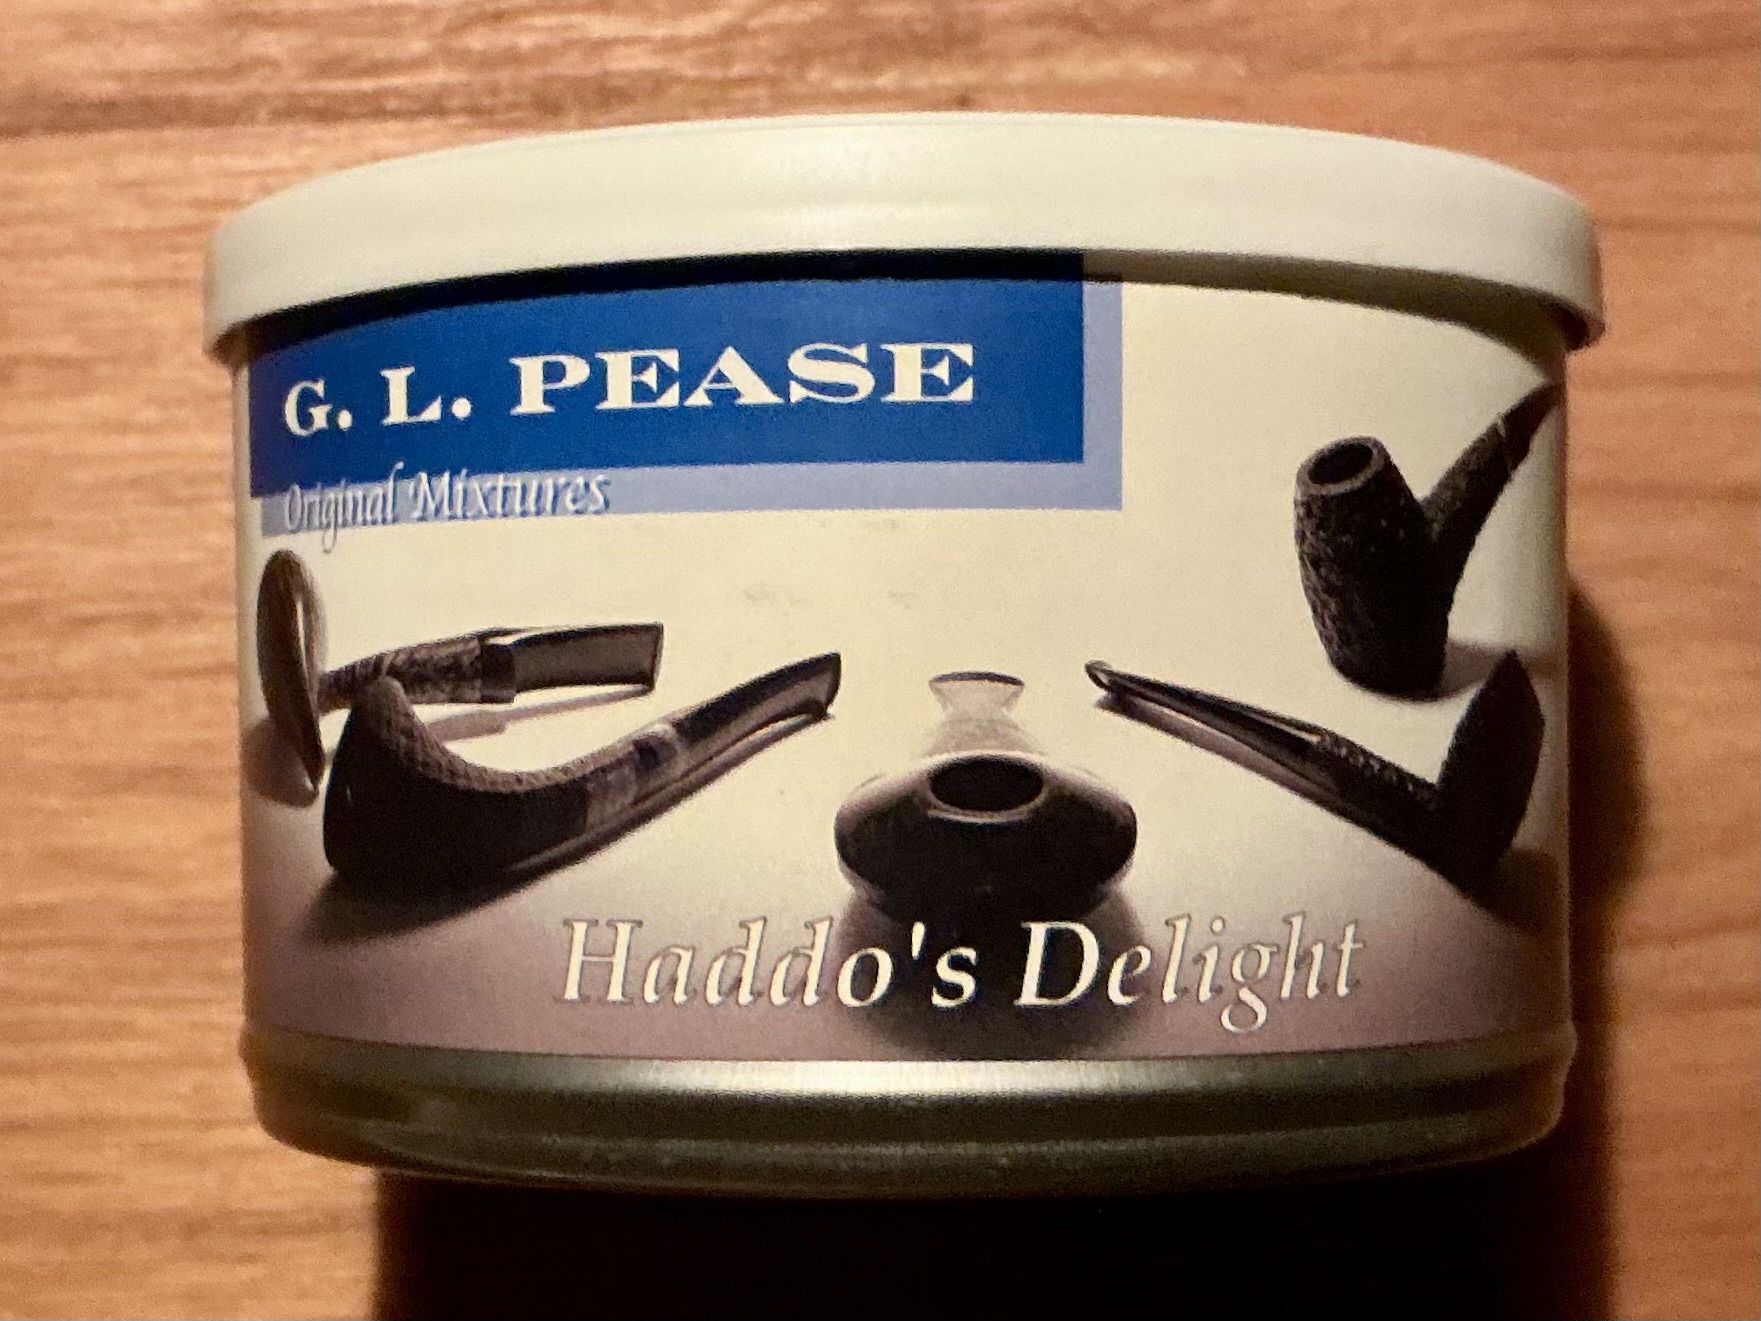 G. L. PEASE
Original Mixtures
Haddo's Delight